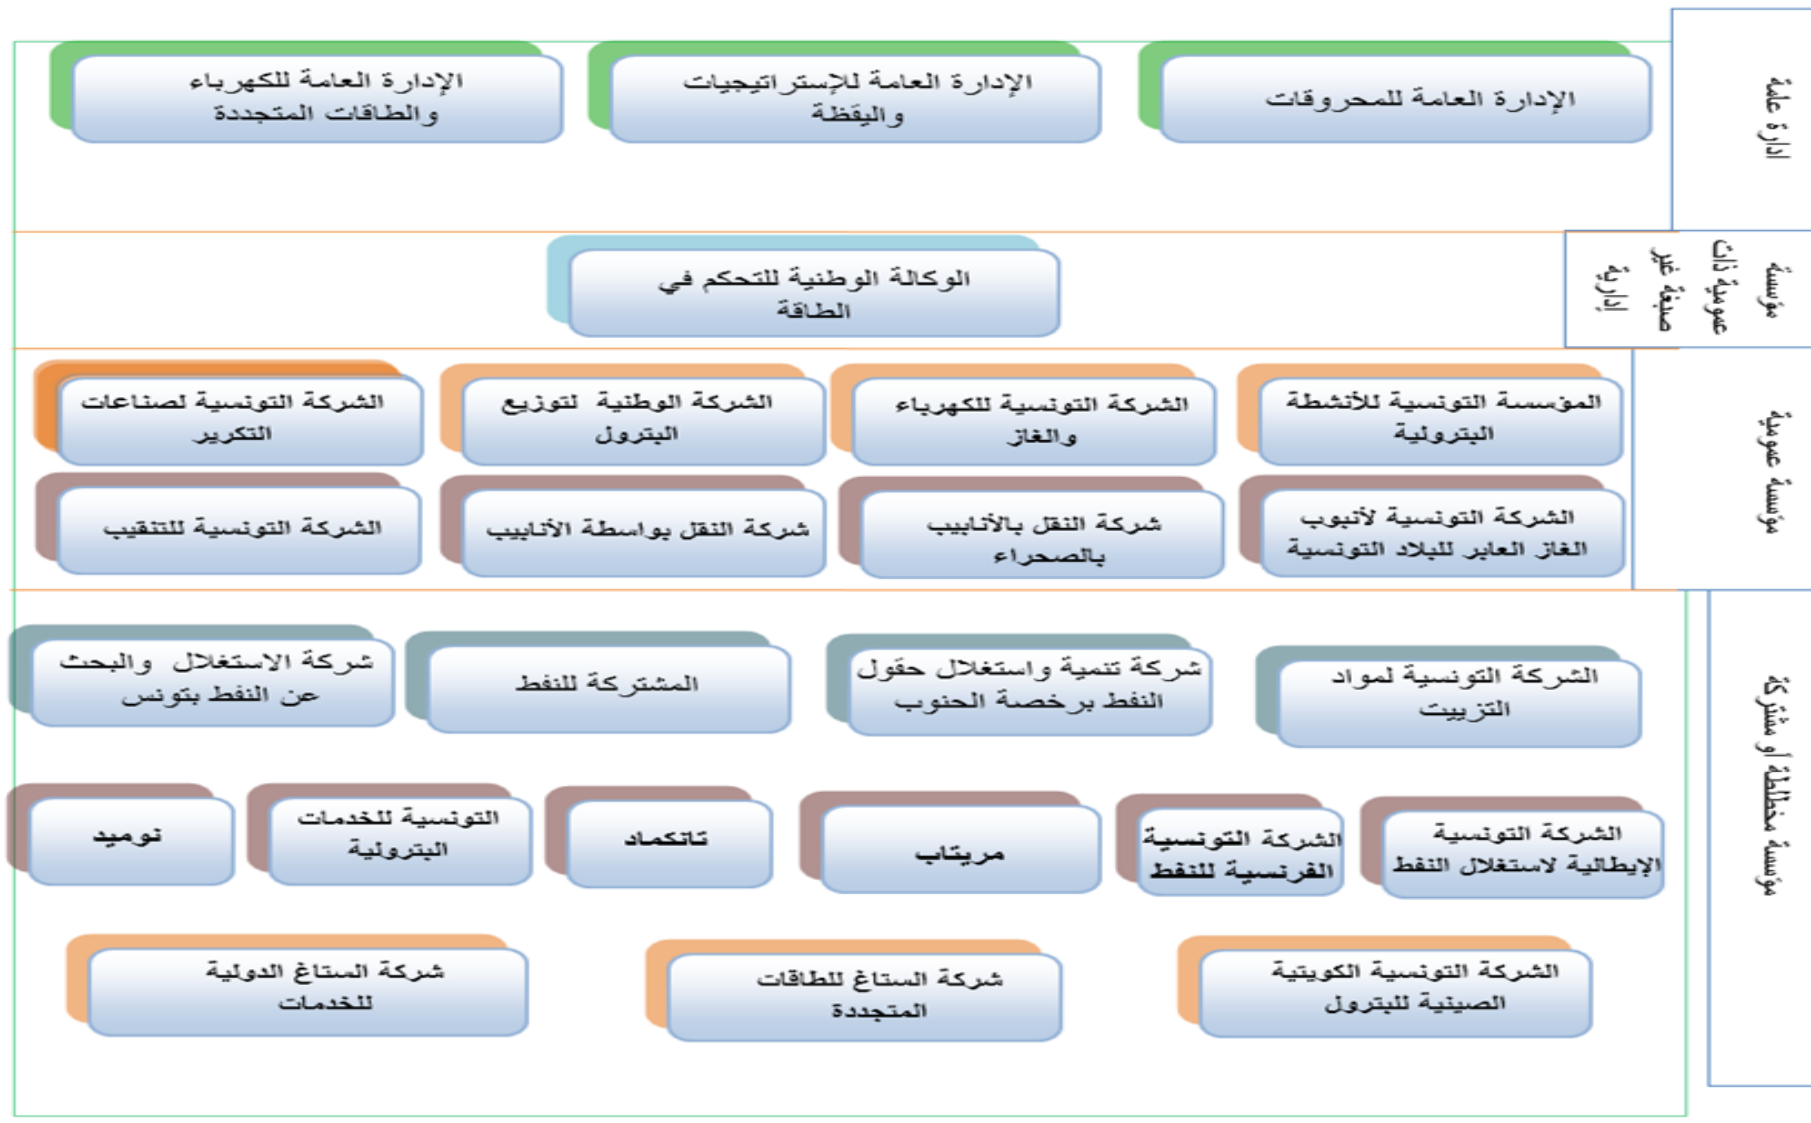 ادارة عامة
الإدارة العامة للمحروقات
الإدارة العامة للإستراتيجيات
واليقظة
الإدارة العامة للكهرباء
والطاقات المتجددة
مؤسسة
عمومية ذات
صبغة غير
إدارية
الوكالة الوطنية للتحكم في
الطاقة
مؤسسة عمومية
المؤسسة التونسية للأنشطة
البترولية
الشركة التونسية للكهرباء
والغاز
الشركة الوطنية لتوزيع
البترول
الشركة التونسية لصناعات
التكرير
الشركة التونسية لأنبوب
الغاز العابر للبلاد التونسية
شركة النقل بالأنابيب
بالصحراء
شركة النقل بواسطة الأنابيب
الشركة التونسية للتنقيب
مؤسسة مختلطة أو مشتركة
الشركة التونسية لمواد
التزييت
شركة تنمية واستغلال حقول
النفط برخصة الحنوب
المشتركة للنفط
شركة الاستغلال والبحث
عن النفط بتونس
الشركة التونسية
الإيطالية لاستغلال النفط
الشركة التونسية
الفرنسية للنفط
مريتاب
تانكماد
التونسية للخدمات
البترولية
نوميد
الشركة التونسية الكويتية
الصينية للبترول
شركة الستاغ للطاقات
المتجددة
شركة الستاغ الدولية
للخدمات